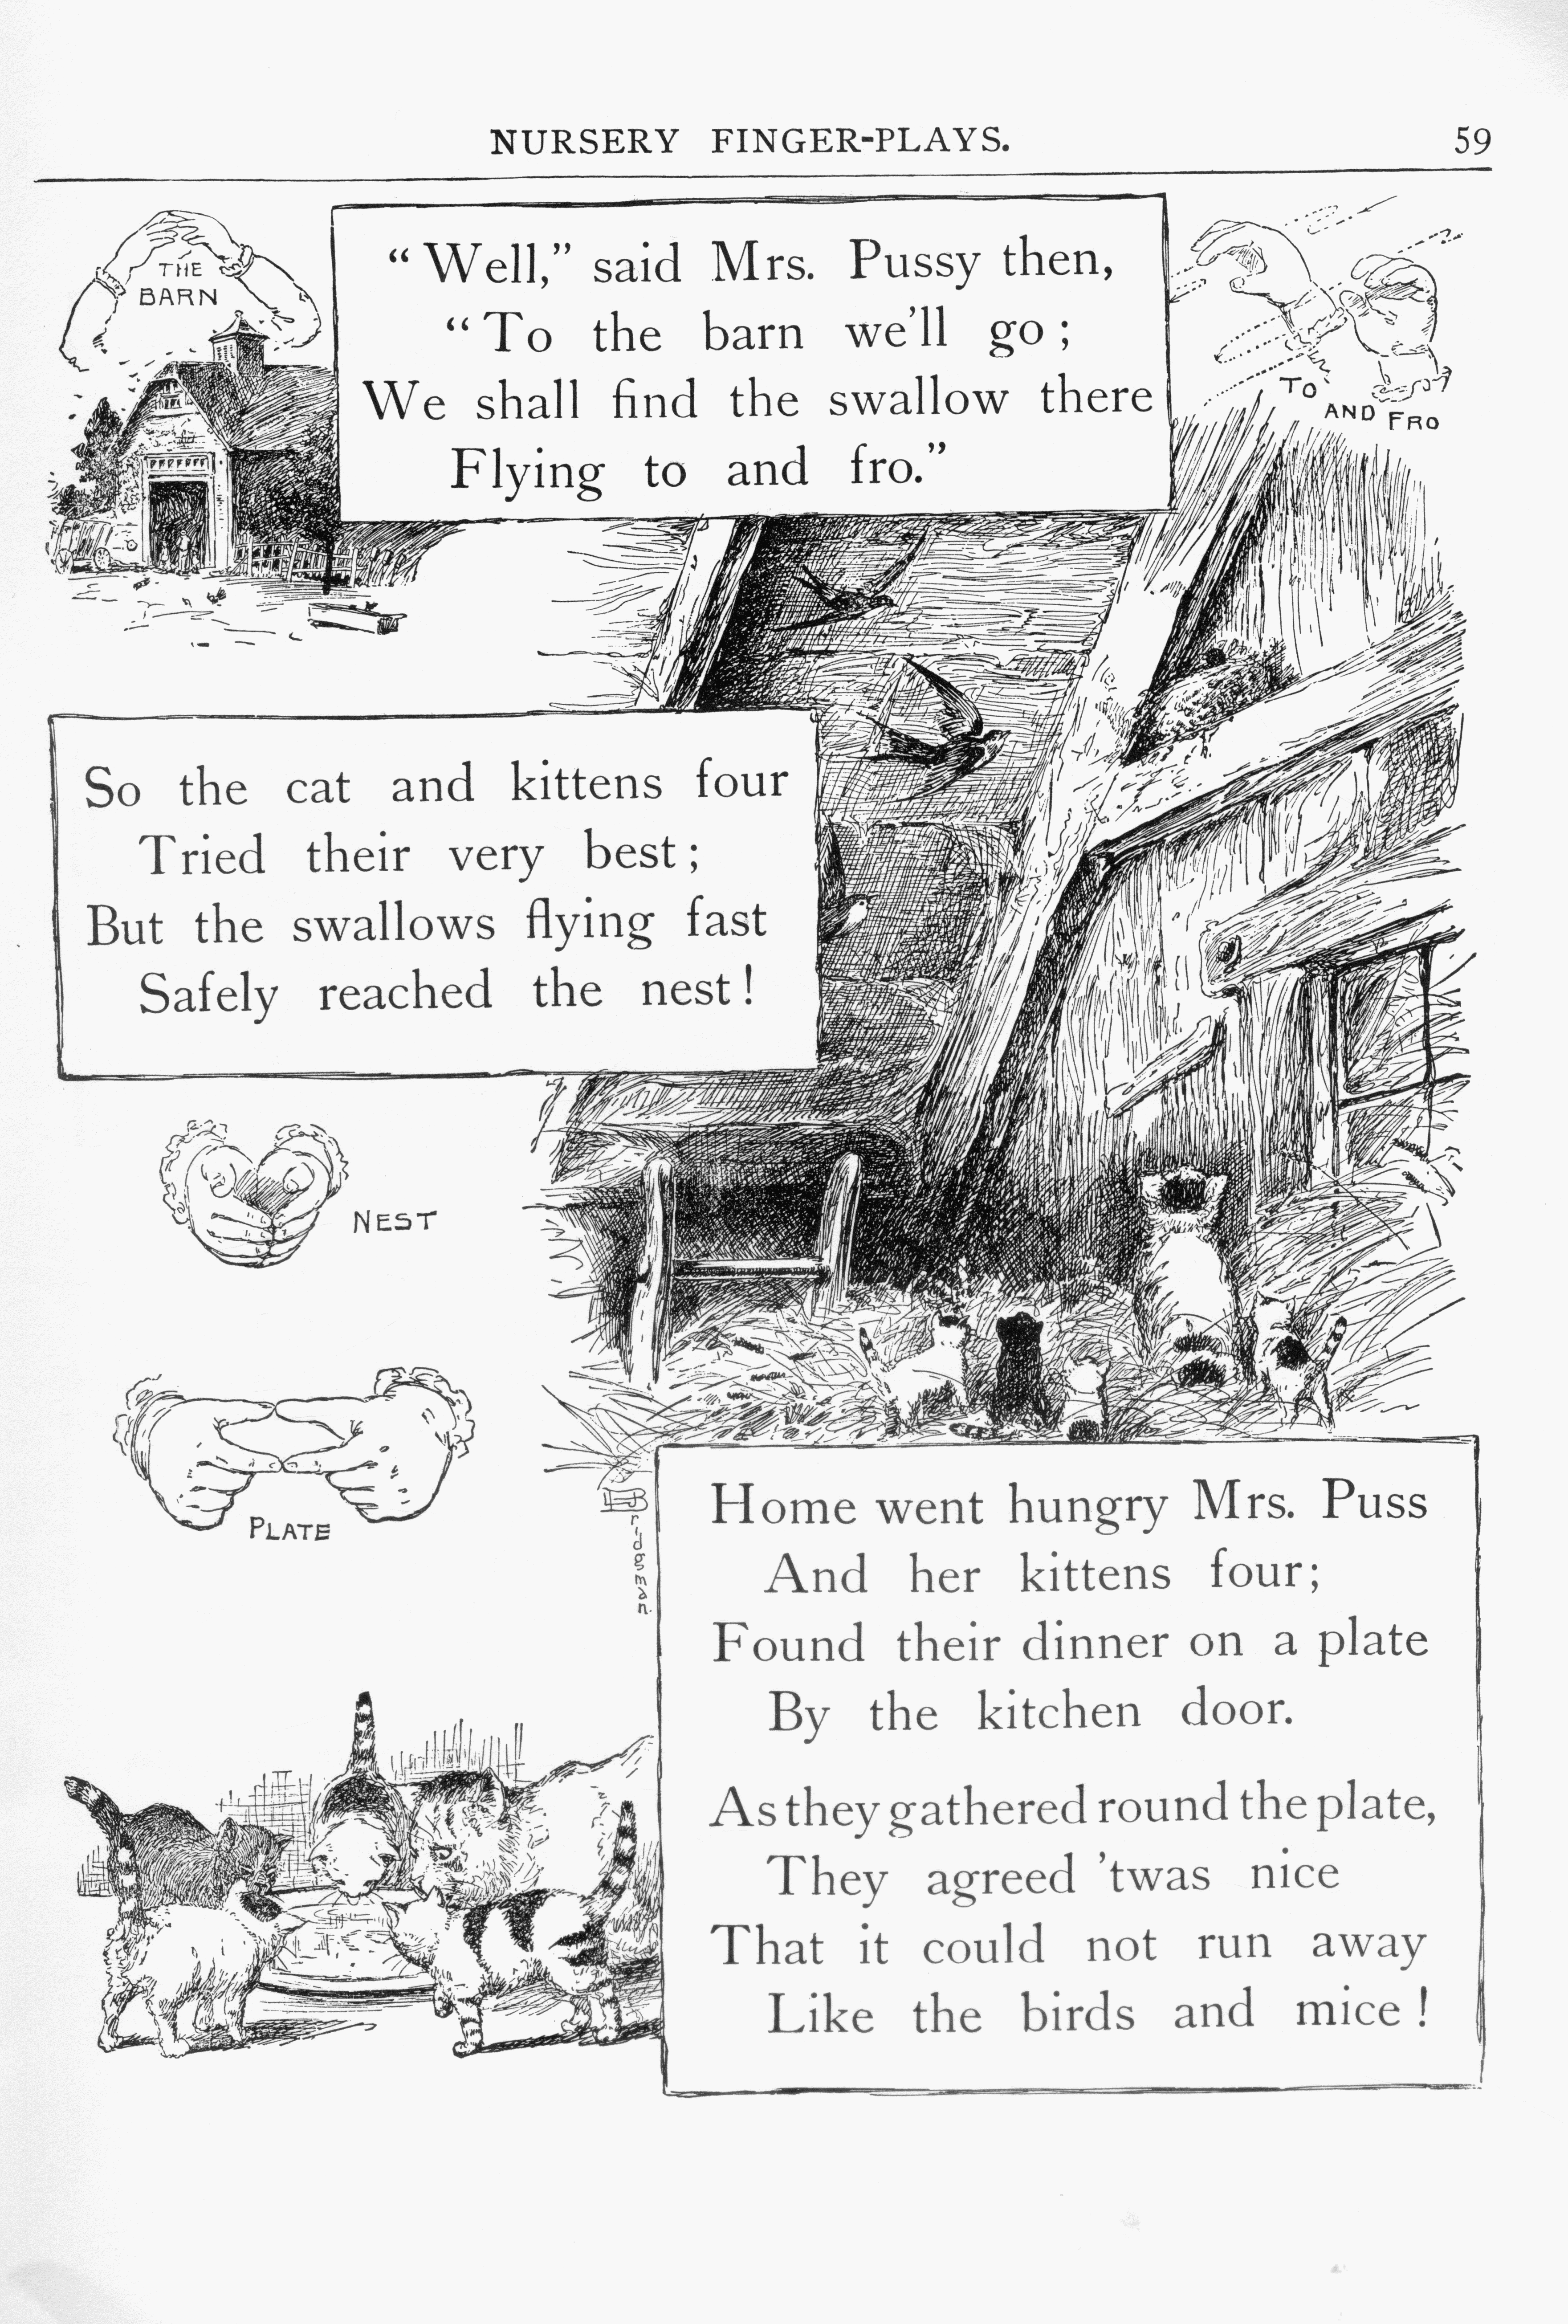 NURSERY FINGER-PLAYS. 59
THE
BARN
“Well,” said Mrs. Pussy then,
“To the barn we'll go;
We shall find the swallow there
Flying to and fro.”
TO
AND FRO
So the cat and kittens four
Tried their very best;
But the swallows flying fast
Safely reached the nest!
NEST
PLATE
Bridgman
Home went hungry Mrs. Puss
And her kittens four;
Found their dinner on a plate
By the kitchen door.
As they gathered round the plate,
They agreed 'twas nice
That it could not run away
Like the birds and mice!